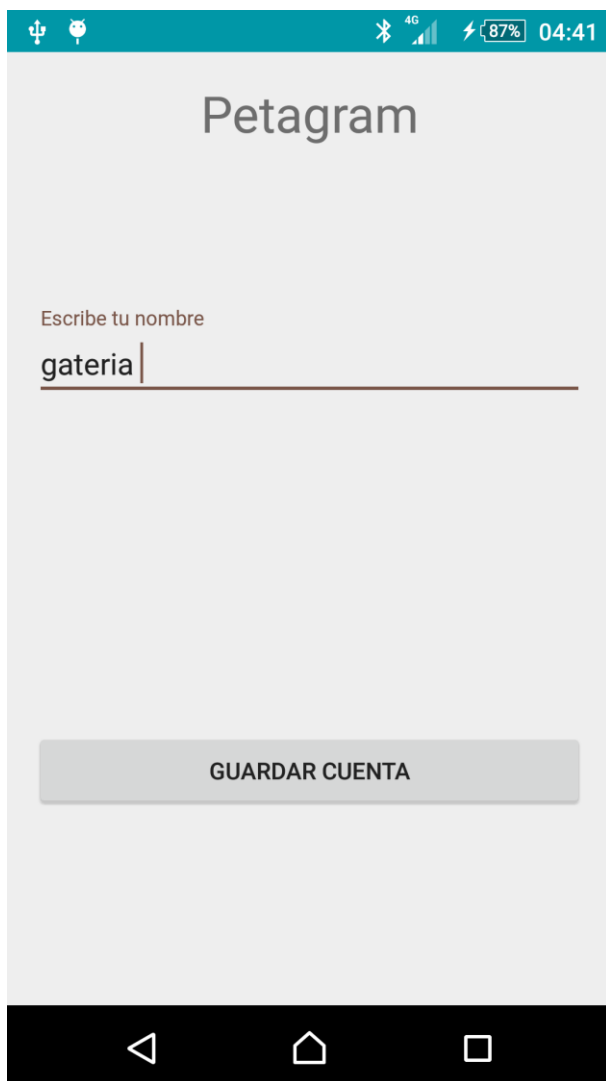 4G 87% 04:41
Petagram
Escribe tu nombre
gateria
GUARDAR CUENTA